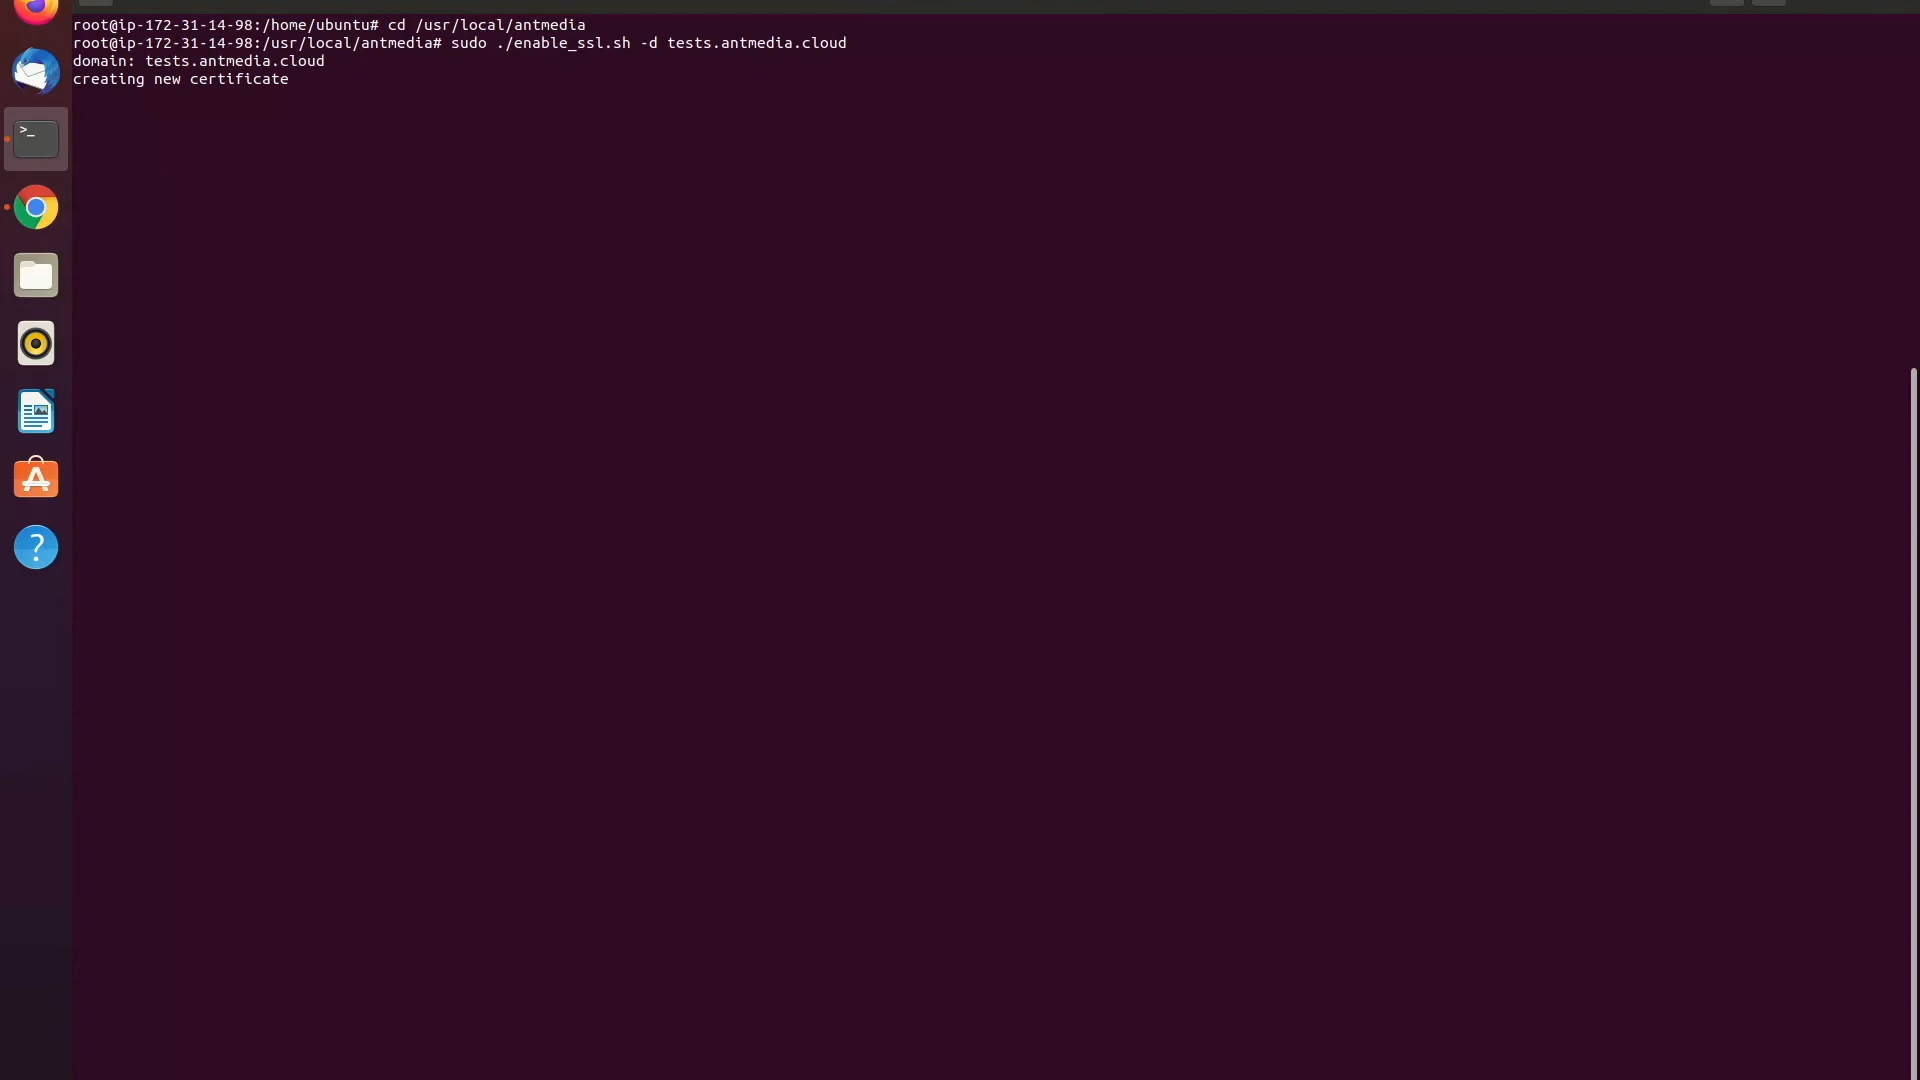 root@ip-172-31-14-98:/home/ubuntu# cd /usr/local/antmedia
root@ip-172-31-14-98:/usr/local/antmedia# sudo ./enable_ssl.sh -d tests.antmedia.cloud
domain: tests.antmedia.cloud
creating new certificate